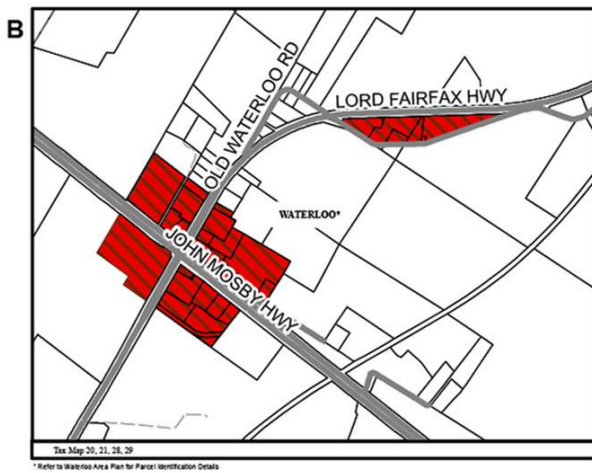 B
OLD WATERLOO RD
LORD FAIRFAX HWY
WATERLOO*
JOHN MOSBY HWY
Tax Map 20, 21, 28, 29
* Refer to Waterloo Area Plan for Parcel Identification Details